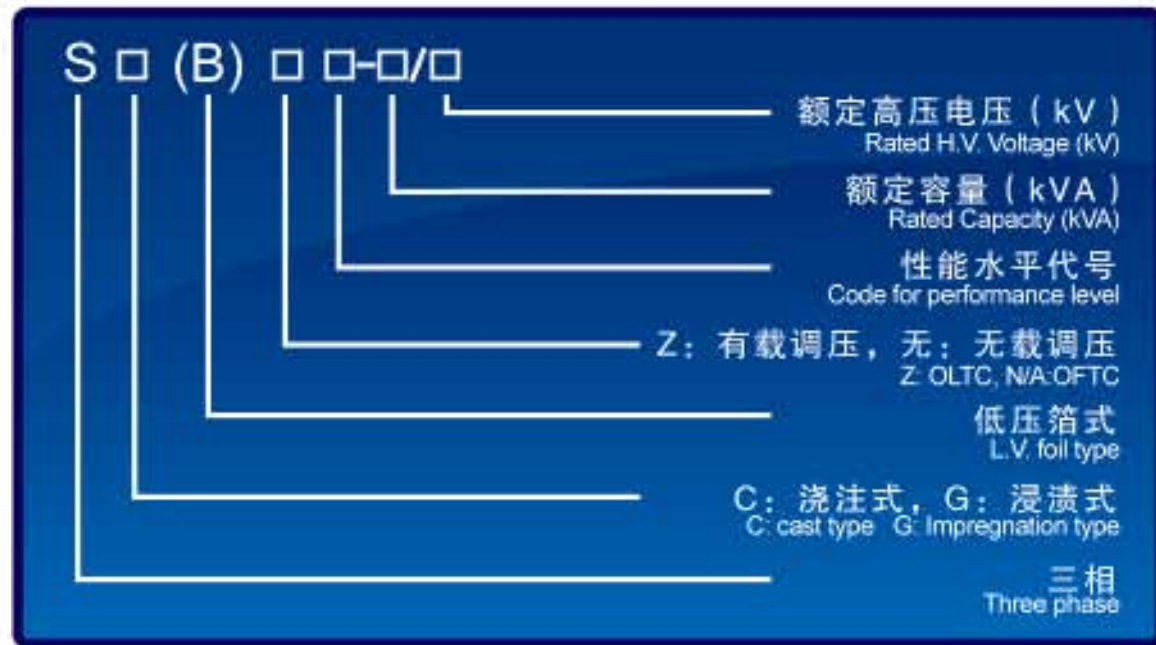 S□(B)□□-□/□
额定高压电压（kV）
Rated H.V. Voltage (kV)
额定容量（kVA）
Rated Capacity (kVA)
性能水平代号
Code for performance level
Z：有载调压，无：无载调压
Z: OLTC, N/A:OFTC
低压箔式
L.V. foil type
C：浇注式，G：浸渍式
C: cast type G: Impregnation type
三相
Three phase